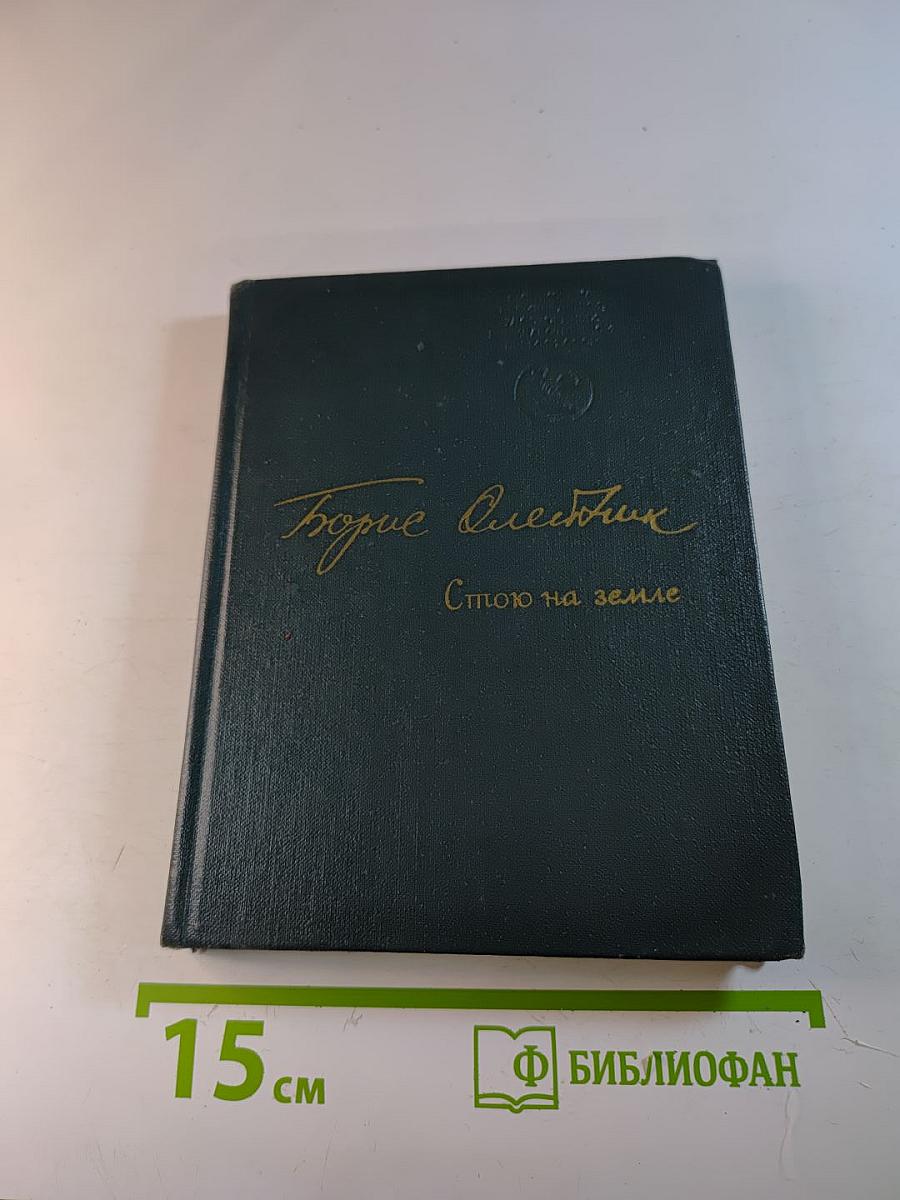 Борис Олейник
Стою на земле
15 см
Ф БИБЛИОФАН